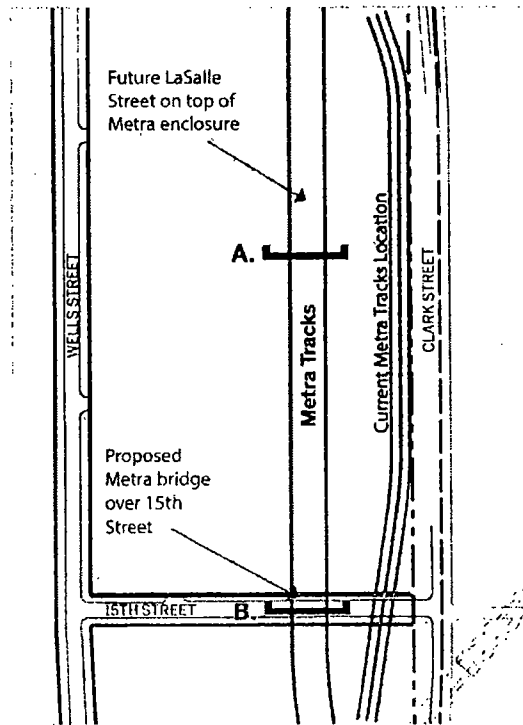 Future LaSalle
Street on top of
Metra enclosure
A.
WELLS STREET
Metra Tracks
Current Metra Tracks Location
CLARK STREET
Proposed
Metra bridge
over 15th
Street
15TH STREET
B.